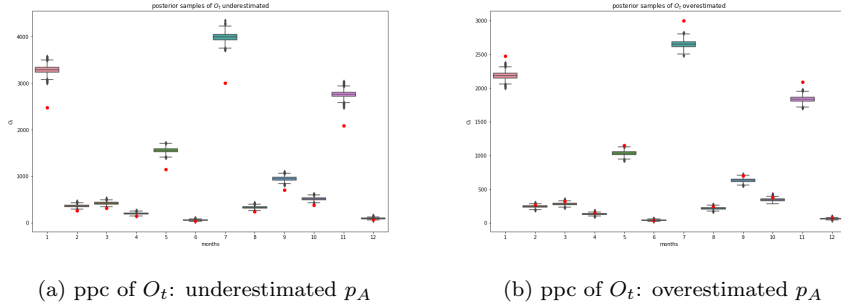 posterior samples of O_t underestimated
4000
3000
2000
1000
0
O_t
1 2 3 4 5 6 7 8 9 10 11 12
months
(a) ppc of O_t: underestimated p_A
posterior samples of O_t overestimated
3000
2500
2000
1500
1000
500
0
O_t
1 2 3 4 5 6 7 8 9 10 11 12
months
(b) ppc of O_t: overestimated p_A